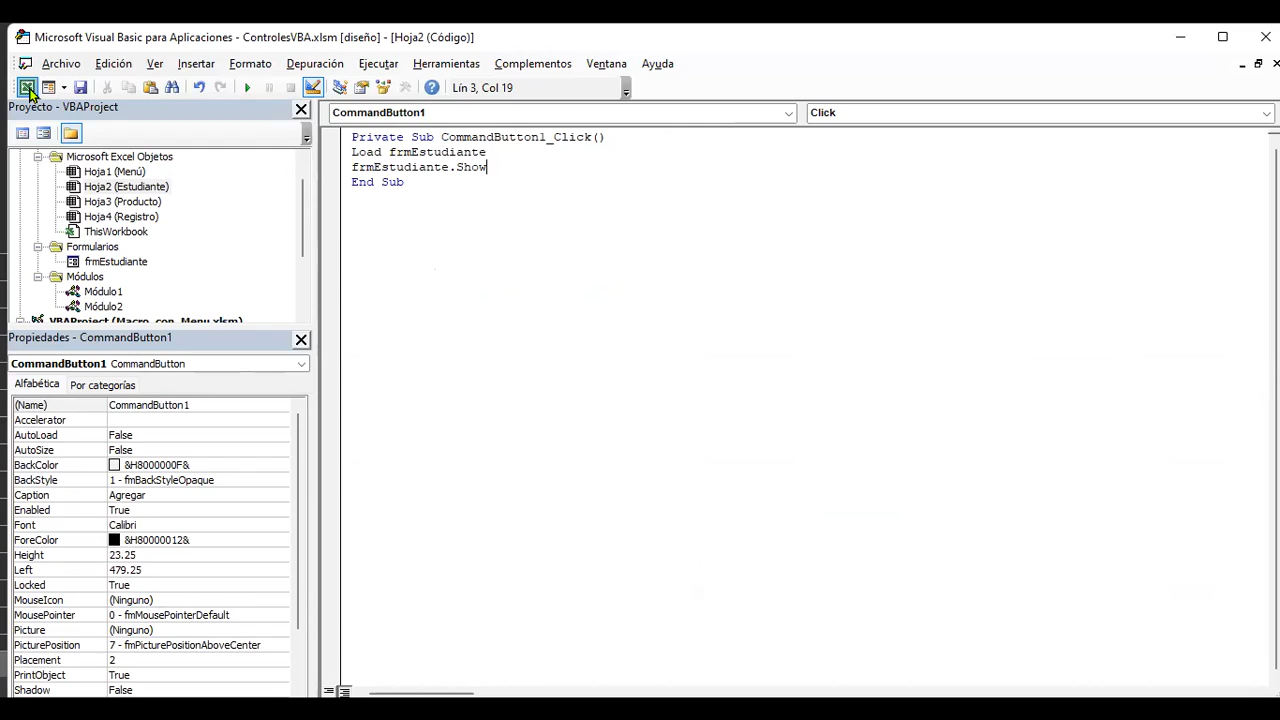 Microsoft Visual Basic para Aplicaciones - ControlesVBA.xlsm [diseño] - [Hoja2 (Código)]
Archivo Edición Ver Insertar Formato Depuración Ejecutar Herramientas Complementos Ventana Ayuda
Lín 3, Col 19
Proyecto - VBAProject
CommandButton1
Click
Microsoft Excel Objetos
Hoja1 (Menú)
Hoja2 (Estudiante)
Hoja3 (Producto)
Hoja4 (Registro)
ThisWorkbook
Formularios
frmEstudiante
Módulos
Módulo1
Módulo2
VBAProject (Macro_con_Menu.xlsm)
Private Sub CommandButton1_Click()
Load frmEstudiante
frmEstudiante.Show
End Sub
Propiedades - CommandButton1
CommandButton1 CommandButton
Alfabética Por categorías
(Name) CommandButton1
Accelerator
AutoLoad False
AutoSize False
BackColor &H8000000F&
BackStyle 1 - fmBackStyleOpaque
Caption Agregar
Enabled True
Font Calibri
ForeColor &H80000012&
Height 23.25
Left 479.25
Locked True
MouseIcon (Ninguno)
MousePointer 0 - fmMousePointerDefault
Picture (Ninguno)
PicturePosition 7 - fmPicturePositionAboveCenter
Placement 2
PrintObject True
Shadow False